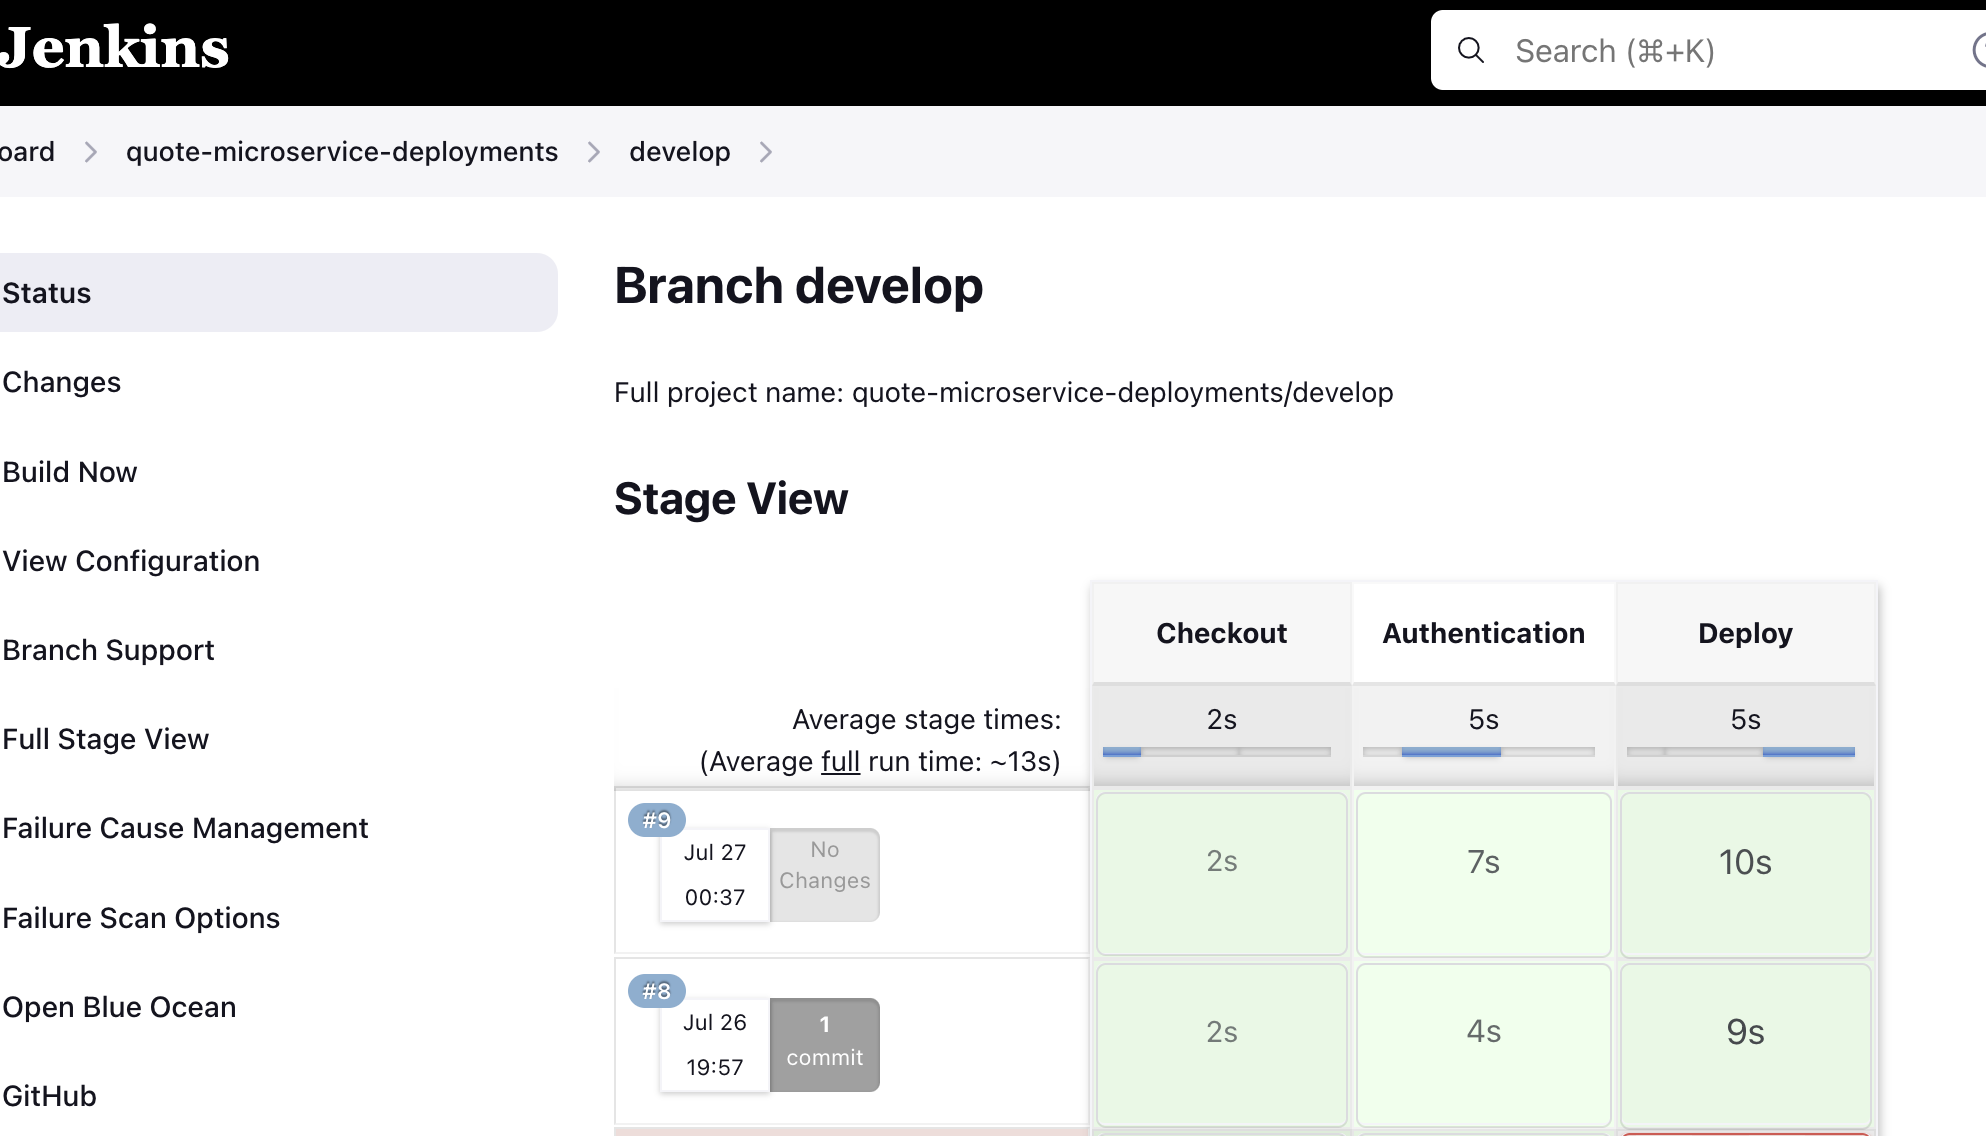 Jenkins
Search (⌘+K)
oard
quote-microservice-deployments
develop
Status
Changes
Build Now
View Configuration
Branch Support
Full Stage View
Failure Cause Management
Failure Scan Options
Open Blue Ocean
GitHub
Branch develop
Full project name: quote-microservice-deployments/develop
Stage View
Checkout Authentication Deploy
Average stage times:
(Average full run time: ~13s)
2s 5s 5s
#9
Jul 27
00:37
No
Changes
2s 7s 10s
#8
Jul 26
19:57
1
commit
2s 4s 9s